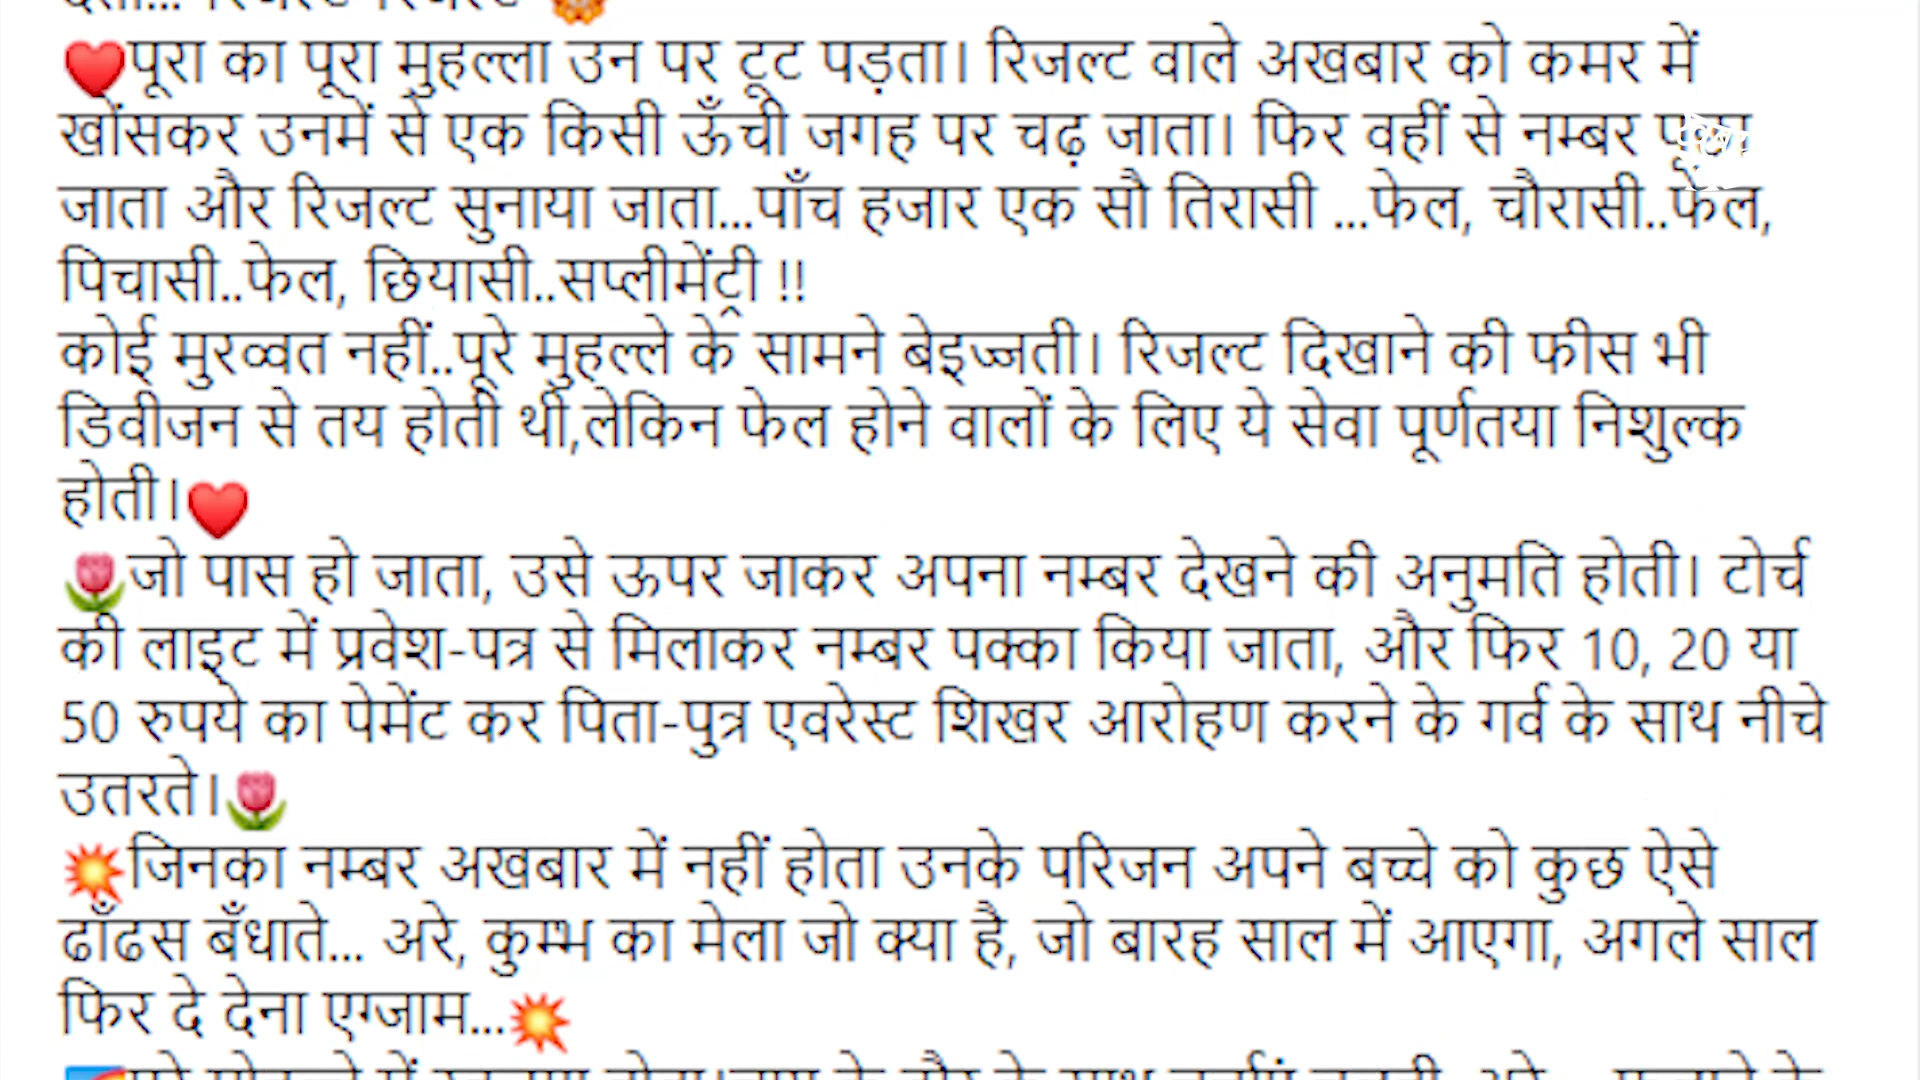 ❤️पूरा का पूरा मुहल्ला उन पर टूट पड़ता। रिजल्ट वाले अखबार को कमर में
खोंसकर उनमें से एक किसी ऊँची जगह पर चढ़ जाता। फिर वहीं से नम्बर
जाता और रिजल्ट सुनाया जाता...पाँच हजार एक सौ तिरासी ...फेल, चौरासी..फेल,
पिचासी..फेल, छियासी..सप्लीमेंट्री !!
कोई मुरव्वत नहीं..पूरे मुहल्ले के सामने बेइज्जती। रिजल्ट दिखाने की फीस भी
डिवीजन से तय होती थी,लेकिन फेल होने वालों के लिए ये सेवा पूर्णतया निशुल्क
होती।❤️
🌷जो पास हो जाता, उसे ऊपर जाकर अपना नम्बर देखने की अनुमति होती। टोर्च
की लाइट में प्रवेश-पत्र से मिलाकर नम्बर पक्का किया जाता, और फिर 10, 20 या
50 रुपये का पेमेंट कर पिता-पुत्र एवरेस्ट शिखर आरोहण करने के गर्व के साथ नीचे
उतरते।🌷
💥जिनका नम्बर अखबार में नहीं होता उनके परिजन अपने बच्चे को कुछ ऐसे
ढाँढस बँधाते... अरे, कुम्भ का मेला जो क्या है, जो बारह साल में आएगा, अगले साल
फिर दे देना एग्जाम...💥